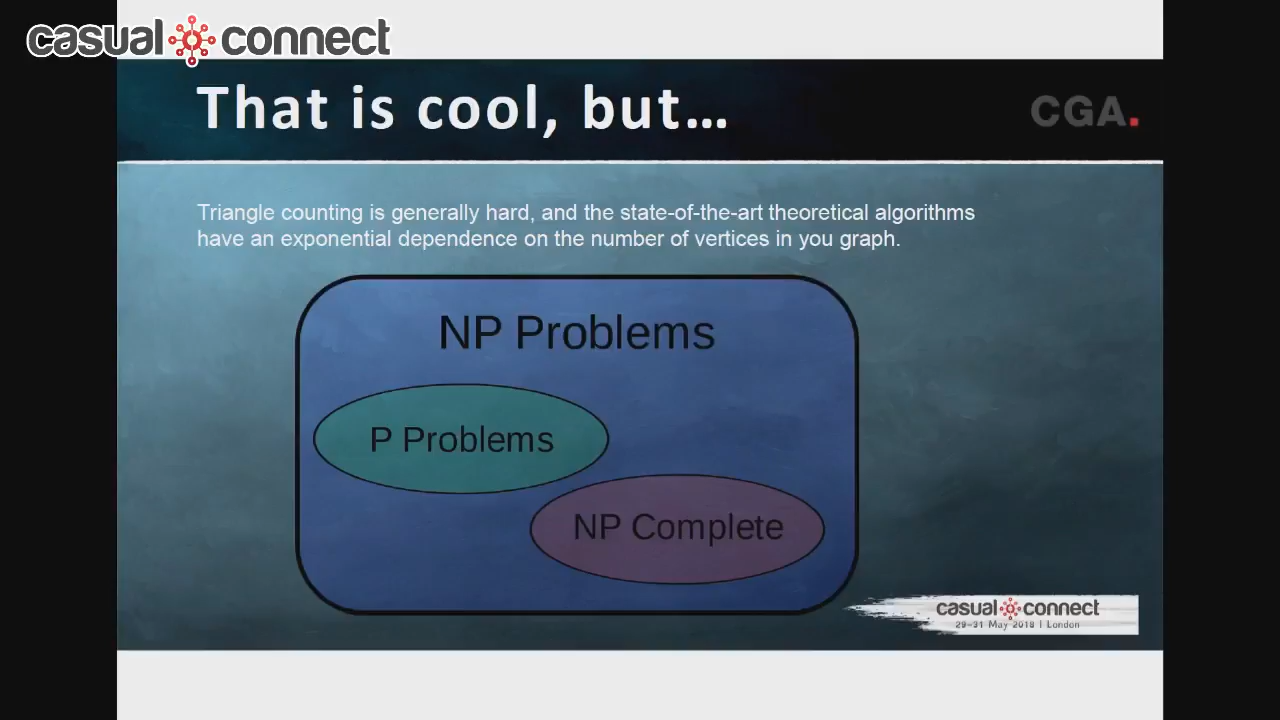 casual connect
That is cool, but...
CGA.
Triangle counting is generally hard, and the state-of-the-art theoretical algorithms
have an exponential dependence on the number of vertices in you graph.
NP Problems
P Problems
NP Complete
casual connect
29-31 May 2018 | London